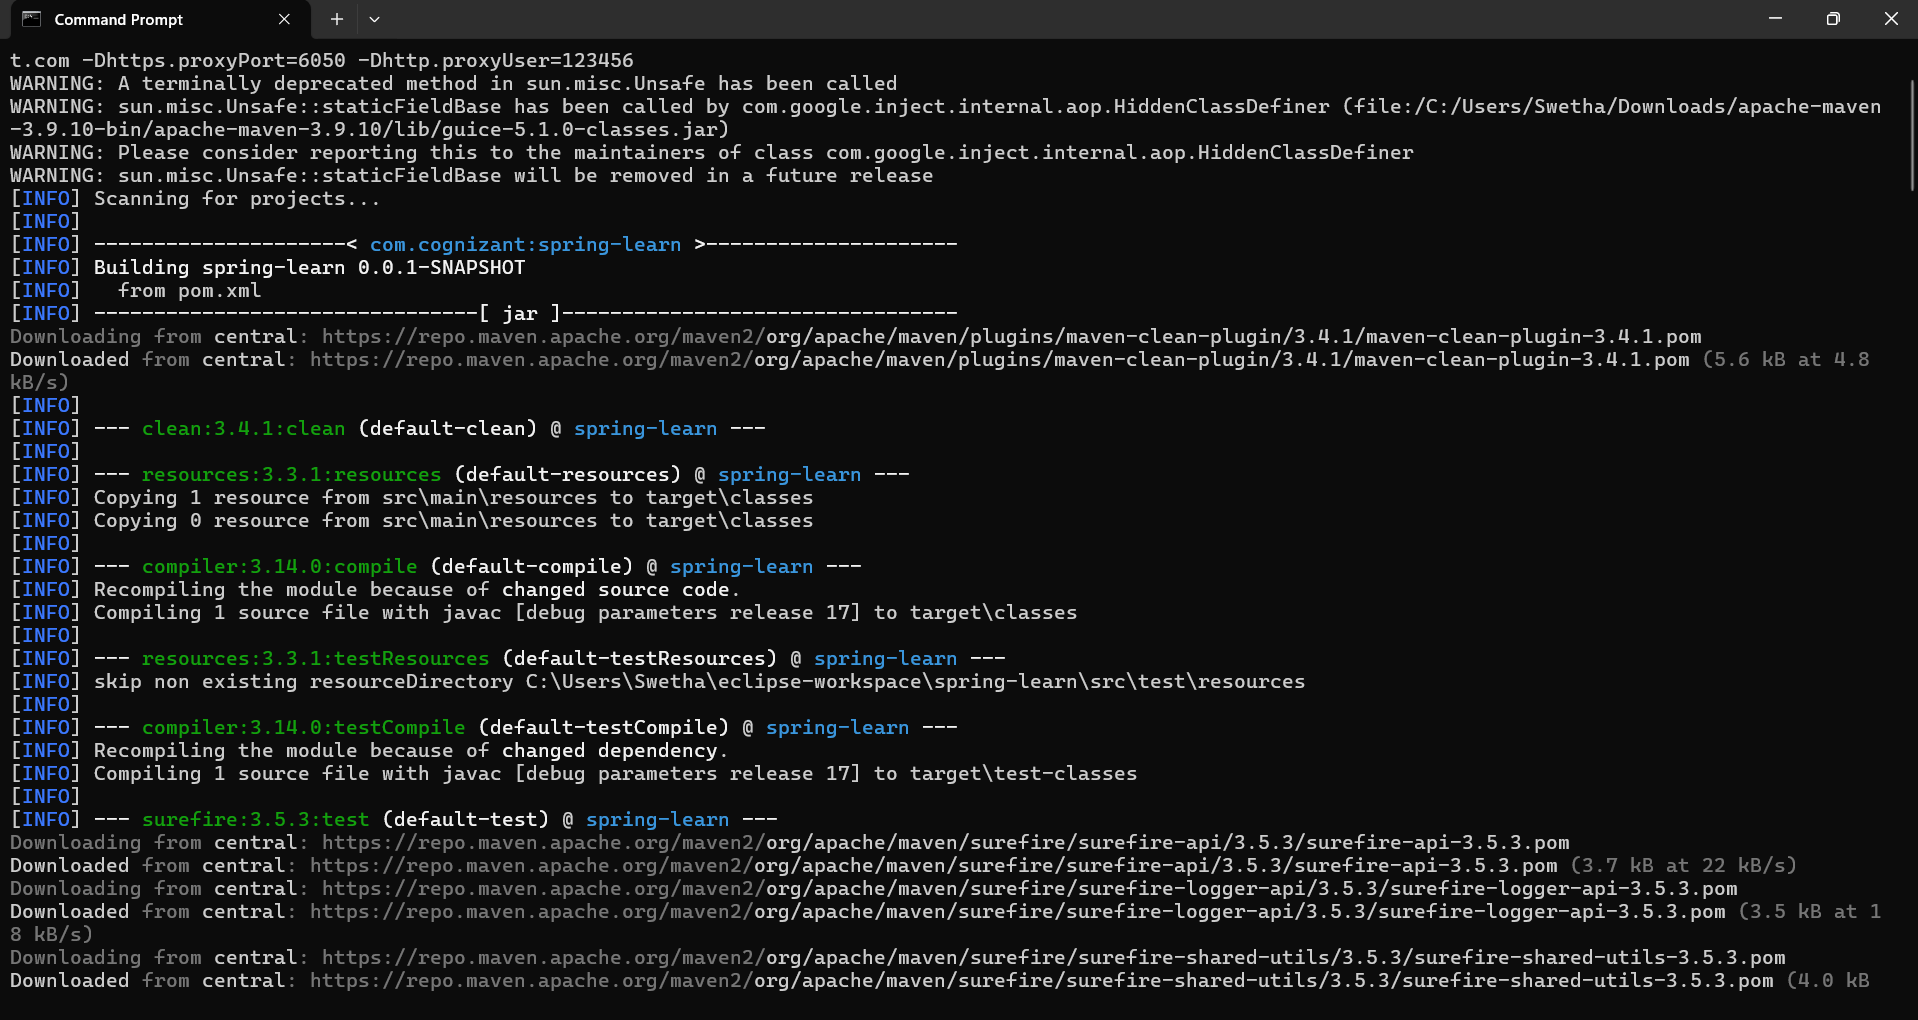 Command Prompt
t.com -Dhttps.proxyPort=6050 -Dhttp.proxyUser=123456
WARNING: A terminally deprecated method in sun.misc.Unsafe has been called
WARNING: sun.misc.Unsafe::staticFieldBase has been called by com.google.inject.internal.aop.HiddenClassDefiner (file:/C:/Users/Swetha/Downloads/apache-maven
-3.9.10-bin/apache-maven-3.9.10/lib/guice-5.1.0-classes.jar)
WARNING: Please consider reporting this to the maintainers of class com.google.inject.internal.aop.HiddenClassDefiner
WARNING: sun.misc.Unsafe::staticFieldBase will be removed in a future release
[INFO] Scanning for projects...
[INFO]
[INFO] ---------------------< com.cognizant:spring-learn >---------------------
[INFO] Building spring-learn 0.0.1-SNAPSHOT
[INFO]   from pom.xml
[INFO] --------------------------------[ jar ]---------------------------------
Downloading from central: https://repo.maven.apache.org/maven2/org/apache/maven/plugins/maven-clean-plugin/3.4.1/maven-clean-plugin-3.4.1.pom
Downloaded from central: https://repo.maven.apache.org/maven2/org/apache/maven/plugins/maven-clean-plugin/3.4.1/maven-clean-plugin-3.4.1.pom (5.6 kB at 4.8
kB/s)
[INFO]
[INFO] --- clean:3.4.1:clean (default-clean) @ spring-learn ---
[INFO]
[INFO] --- resources:3.3.1:resources (default-resources) @ spring-learn ---
[INFO] Copying 1 resource from src\main\resources to target\classes
[INFO] Copying 0 resource from src\main\resources to target\classes
[INFO]
[INFO] --- compiler:3.14.0:compile (default-compile) @ spring-learn ---
[INFO] Recompiling the module because of changed source code.
[INFO] Compiling 1 source file with javac [debug parameters release 17] to target\classes
[INFO]
[INFO] --- resources:3.3.1:testResources (default-testResources) @ spring-learn ---
[INFO] skip non existing resourceDirectory C:\Users\Swetha\eclipse-workspace\spring-learn\src\test\resources
[INFO]
[INFO] --- compiler:3.14.0:testCompile (default-testCompile) @ spring-learn ---
[INFO] Recompiling the module because of changed dependency.
[INFO] Compiling 1 source file with javac [debug parameters release 17] to target\test-classes
[INFO]
[INFO] --- surefire:3.5.3:test (default-test) @ spring-learn ---
Downloading from central: https://repo.maven.apache.org/maven2/org/apache/maven/surefire/surefire-api/3.5.3/surefire-api-3.5.3.pom
Downloaded from central: https://repo.maven.apache.org/maven2/org/apache/maven/surefire/surefire-api/3.5.3/surefire-api-3.5.3.pom (3.7 kB at 22 kB/s)
Downloading from central: https://repo.maven.apache.org/maven2/org/apache/maven/surefire/surefire-logger-api/3.5.3/surefire-logger-api-3.5.3.pom
Downloaded from central: https://repo.maven.apache.org/maven2/org/apache/maven/surefire/surefire-logger-api/3.5.3/surefire-logger-api-3.5.3.pom (3.5 kB at 1
8 kB/s)
Downloading from central: https://repo.maven.apache.org/maven2/org/apache/maven/surefire/surefire-shared-utils/3.5.3/surefire-shared-utils-3.5.3.pom
Downloaded from central: https://repo.maven.apache.org/maven2/org/apache/maven/surefire/surefire-shared-utils/3.5.3/surefire-shared-utils-3.5.3.pom (4.0 kB